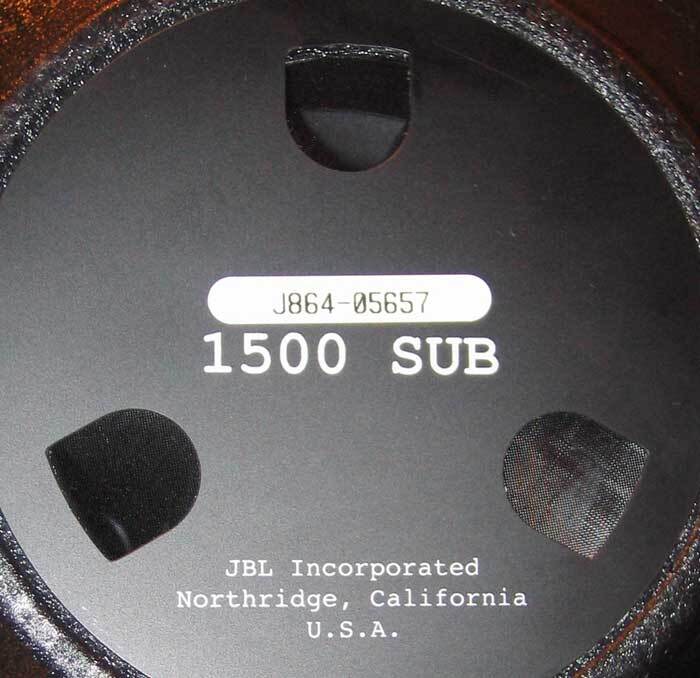 J864-05657
1500 SUB
JBL Incorporated
Northridge, California
U.S.A.